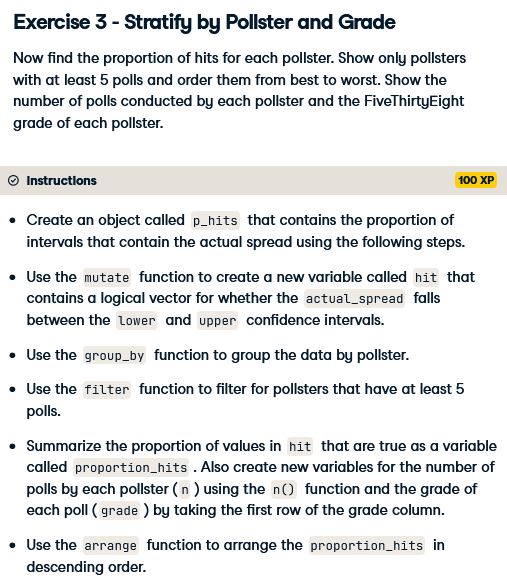 Exercise 3 - Stratify by Pollster and Grade
Now find the proportion of hits for each pollster. Show only pollsters
with at least 5 polls and order them from best to worst. Show the
number of polls conducted by each pollster and the FiveThirtyEight
grade of each pollster.
Instructions 100 XP
• Create an object called p_hits that contains the proportion of
intervals that contain the actual spread using the following steps.
• Use the mutate function to create a new variable called hit that
contains a logical vector for whether the actual_spread falls
between the lower and upper confidence intervals.
• Use the group_by function to group the data by pollster.
• Use the filter function to filter for pollsters that have at least 5
polls.
• Summarize the proportion of values in hit that are true as a variable
called proportion_hits . Also create new variables for the number of
polls by each pollster ( n ) using the n() function and the grade of
each poll ( grade ) by taking the first row of the grade column.
• Use the arrange function to arrange the proportion_hits in
descending order.